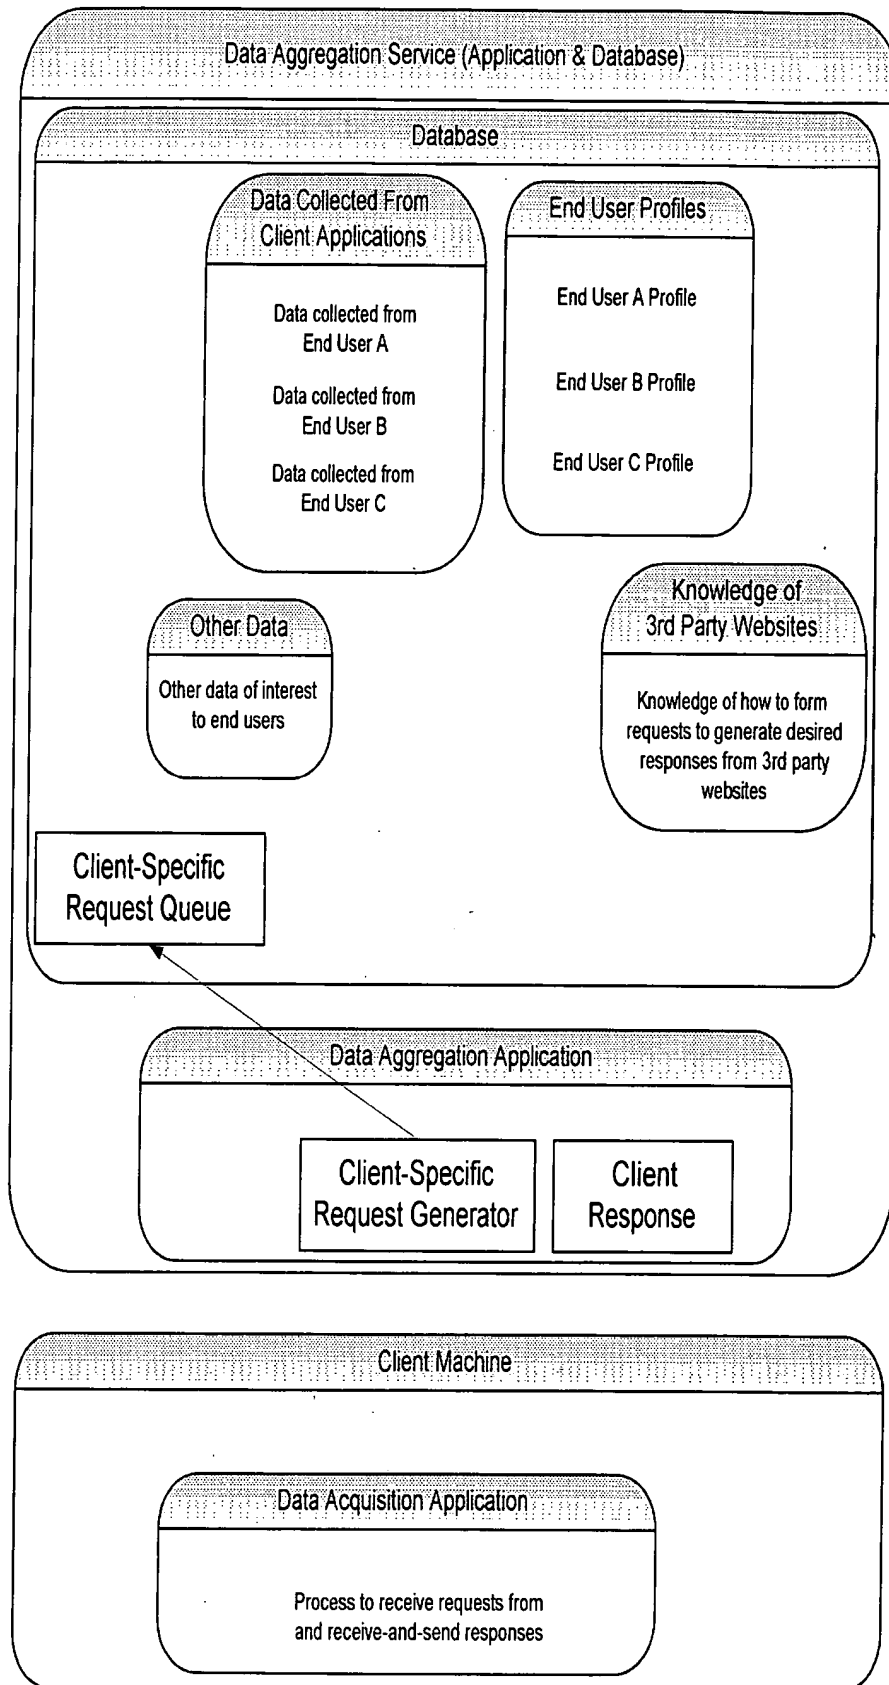 Data Aggregation Service (Application & Database)
Database
Data Collected From
Client Applications
Data collected from
End User A
Data collected from
End User B
Data collected from
End User C
End User Profiles
End User A Profile
End User B Profile
End User C Profile
Other Data
Other data of interest
to end users
Knowledge of
3rd Party Websites
Knowledge of how to form
requests to generate desired
responses from 3rd party
websites
Client-Specific
Request Queue
Data Aggregation Application
Client-Specific
Request Generator
Client
Response
Client Machine
Data Acquisition Application
Process to receive requests from
and receive-and-send responses